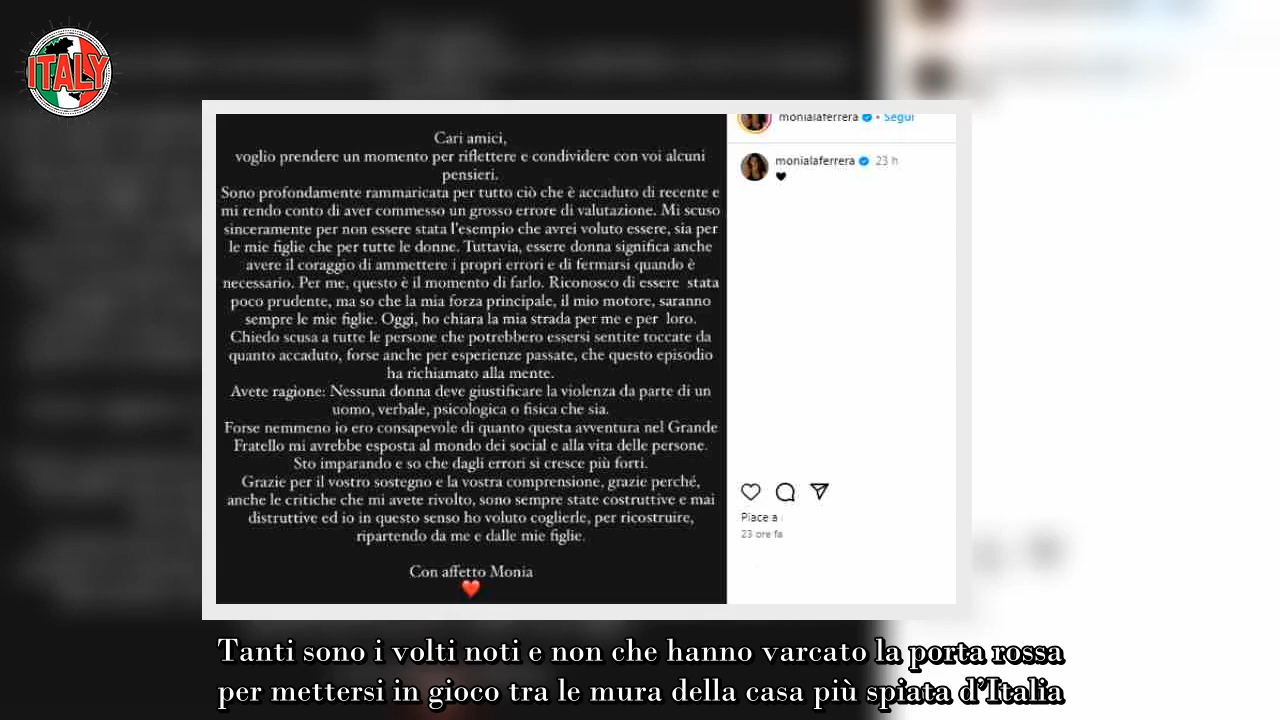 ITALY
Cari amici,
voglio prendere un momento per riflettere e condividere con voi alcuni
pensieri.
Sono profondamente rammaricata per tutto ciò che è accaduto di recente e
mi rendo conto di aver commesso un grosso errore di valutazione. Mi scuso
sinceramente per non essere stata l'esempio che avrei voluto essere, sia per
le mie figlie che per tutte le donne. Tuttavia, essere donna significa anche
avere il coraggio di ammettere i propri errori e di fermarsi quando è
necessario. Per me, questo è il momento di farlo. Riconosco di essere stata
poco prudente, ma so che la mia forza principale, il mio motore, saranno
sempre le mie figlie. Oggi, ho chiara la mia strada per me e per loro.
Chiedo scusa a tutte le persone che potrebbero essersi sentite toccate da
quanto accaduto, forse anche per esperienze passate, che questo episodio
ha richiamato alla mente.
Avete ragione: Nessuna donna deve giustificare la violenza da parte di un
uomo, verbale, psicologica o fisica che sia.
Forse nemmeno io ero consapevole di quanto questa avventura nel Grande
Fratello mi avrebbe esposta al mondo dei social e alla vita delle persone.
Sto imparando e so che dagli errori si cresce più forti.
Grazie per il vostro sostegno e la vostra comprensione, grazie perché,
anche le critiche che mi avete rivolto, sono sempre state costruttive e mai
distruttive ed io in questo senso ho voluto coglierle, per ricostruire,
ripartendo da me e dalle mie figlie.
Con affetto Monia
❤️
monialaferrera • Segui
monialaferrera 23 h
🖤
Piace a
23 ore fa
Tanti sono i volti noti e non che hanno varcato la porta rossa
per mettersi in gioco tra le mura della casa più spiata d'Italia